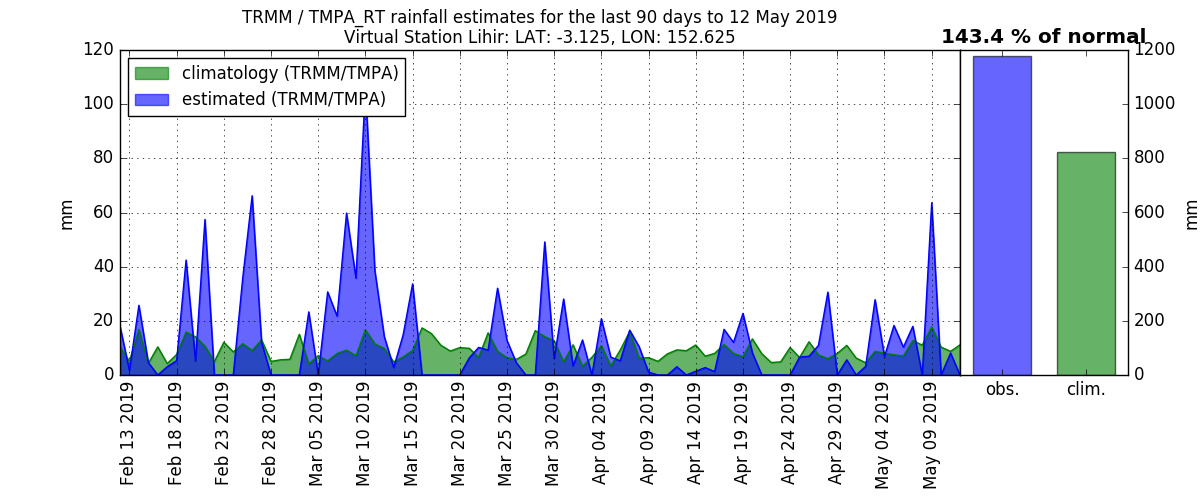 TRMM / TMPA_RT rainfall estimates for the last 90 days to 12 May 2019
Virtual Station Lihir: LAT: -3.125, LON: 152.625
143.4 % of normal
climatology (TRMM/TMPA)
estimated (TRMM/TMPA)
mm
120
100
80
60
40
20
0
Feb 13 2019
Feb 18 2019
Feb 23 2019
Feb 28 2019
Mar 05 2019
Mar 10 2019
Mar 15 2019
Mar 20 2019
Mar 25 2019
Mar 30 2019
Apr 04 2019
Apr 09 2019
Apr 14 2019
Apr 19 2019
Apr 24 2019
Apr 29 2019
May 04 2019
May 09 2019
1200
1000
800
600
400
200
0
mm
obs.
clim.